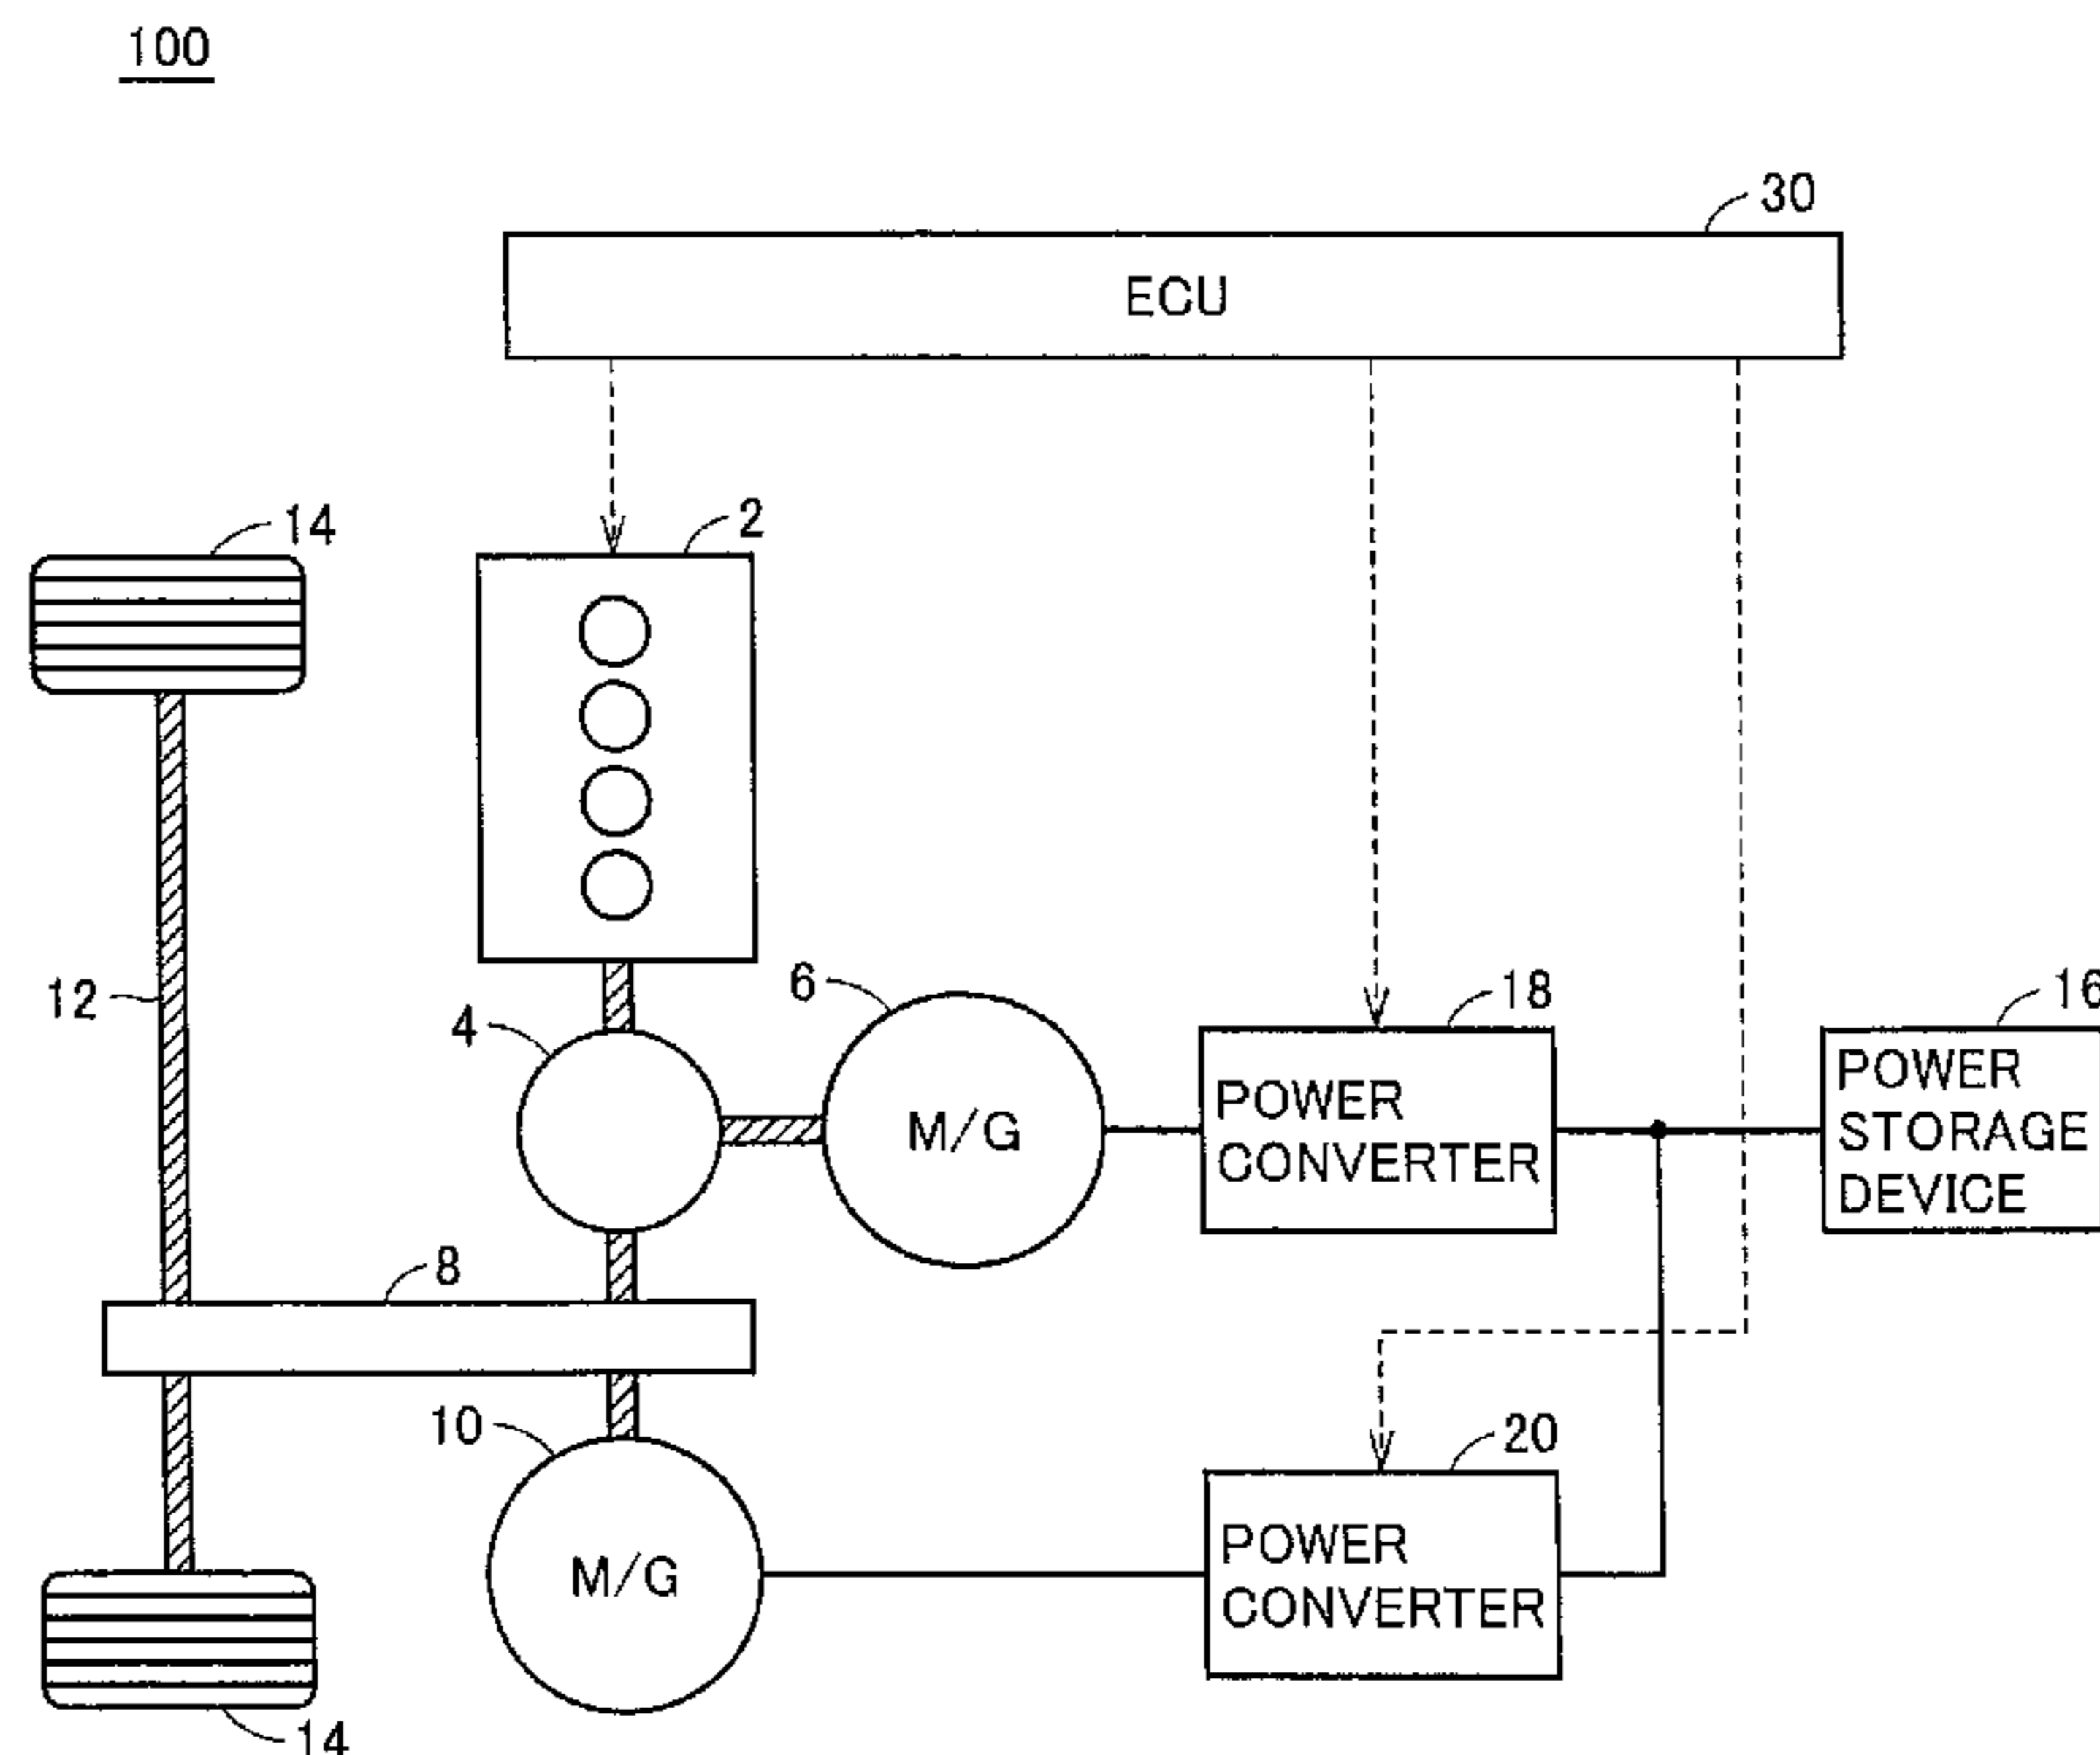 100
30
ECU
14
2
12
4
6
18
16
M/G
POWER
CONVERTER
POWER
STORAGE
DEVICE
8
10
20
M/G
POWER
CONVERTER
14